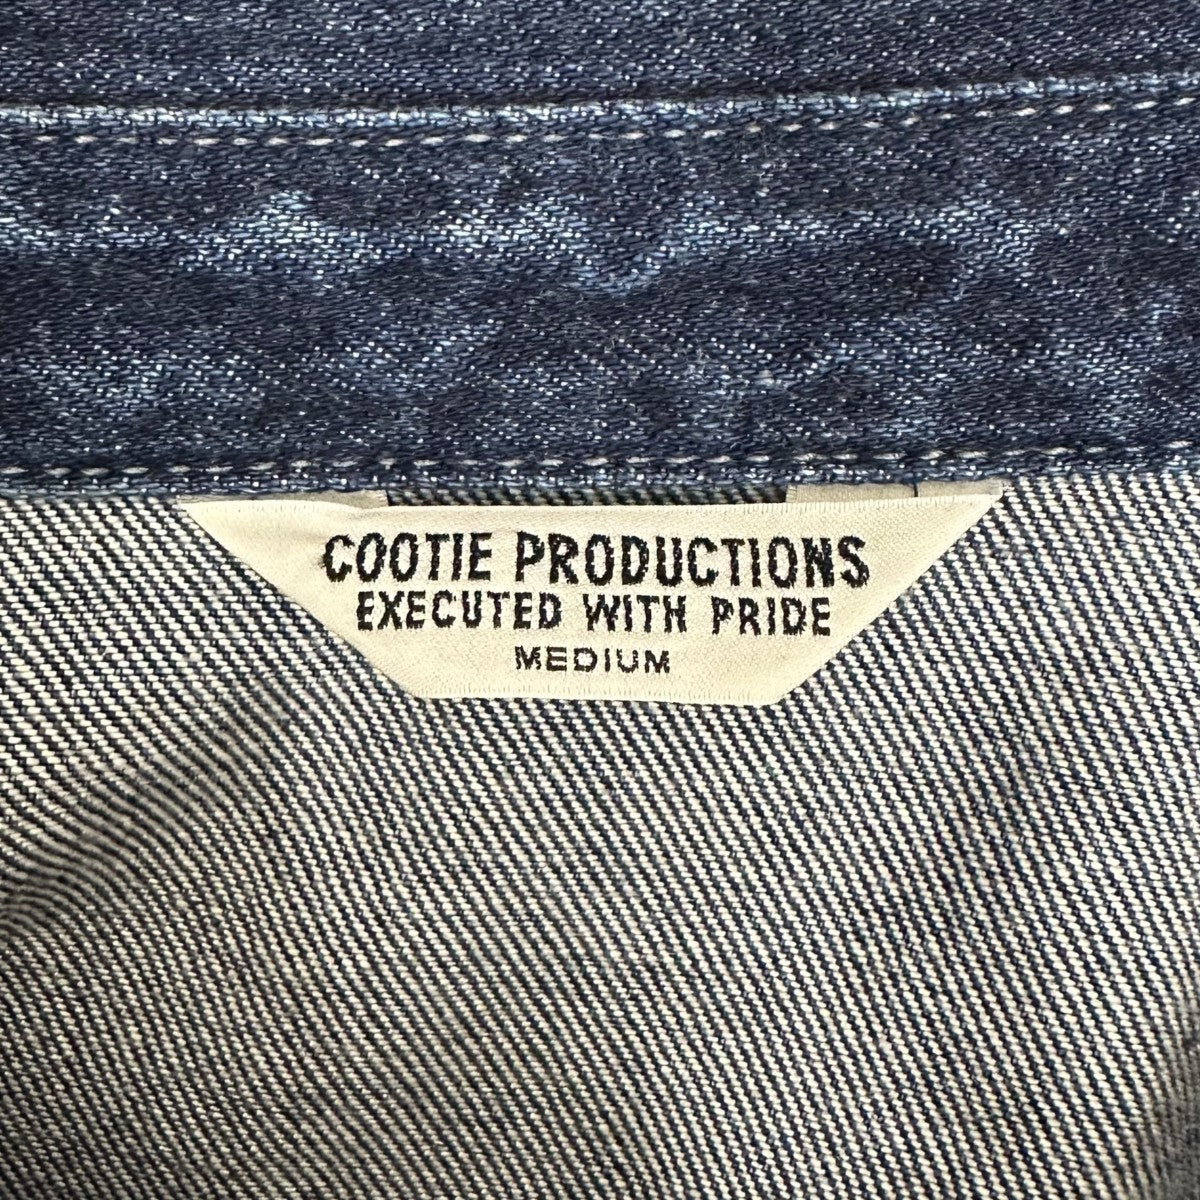 COOTIE PRODUCTIONS
EXECUTED WITH PRIDE
MEDIUM